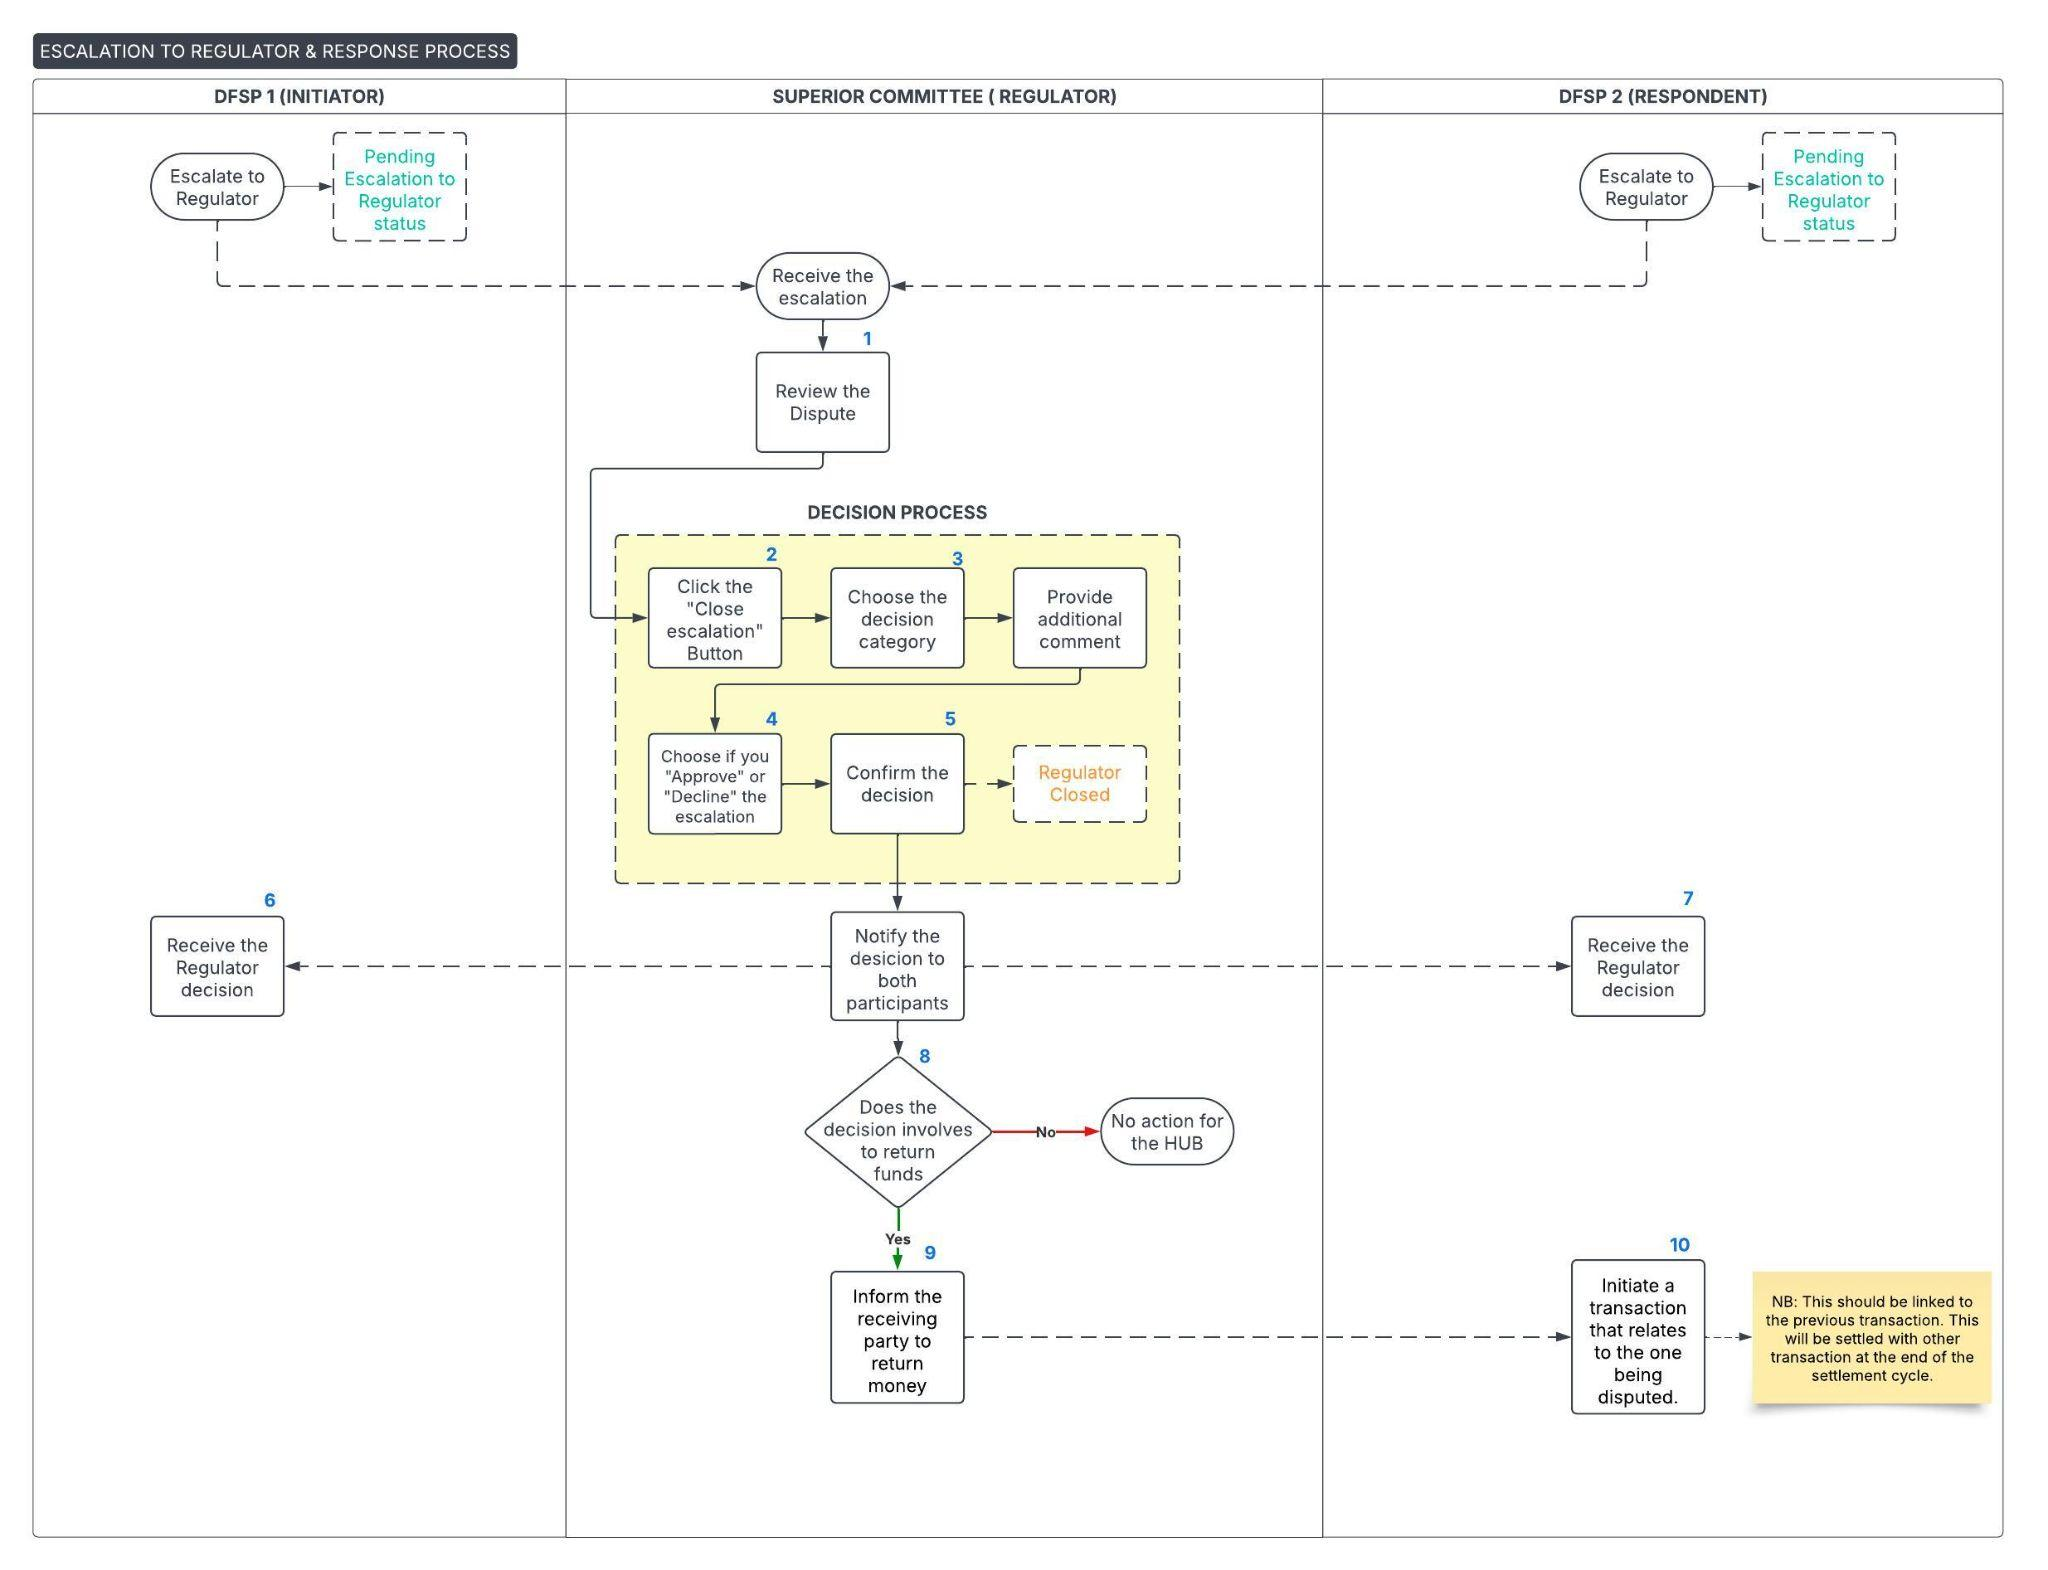 ESCALATION TO REGULATOR & RESPONSE PROCESS
DFSP 1 (INITIATOR)
SUPERIOR COMMITTEE ( REGULATOR)
DFSP 2 (RESPONDENT)
Escalate to
Regulator
Pending
Escalation to
Regulator
status
Escalate to
Regulator
Pending
Escalation to
Regulator
status
Receive the
escalation
1
Review the
Dispute
DECISION PROCESS
2
Click the
"Close
escalation"
Button
3
Choose the
decision
category
Provide
additional
comment
4
Choose if you
"Approve" or
"Decline" the
escalation
5
Confirm the
decision
Regulator
Closed
6
Receive the
Regulator
decision
Notify the
desicion to
both
participants
7
Receive the
Regulator
decision
8
Does the
decision involves
to return
funds
No
No action for
the HUB
Yes
9
Inform the
receiving
party to
return
money
10
Initiate a
transaction
that relates
to the one
being
disputed.
NB: This should be linked to
the previous transaction. This
will be settled with other
transaction at the end of the
settlement cycle.